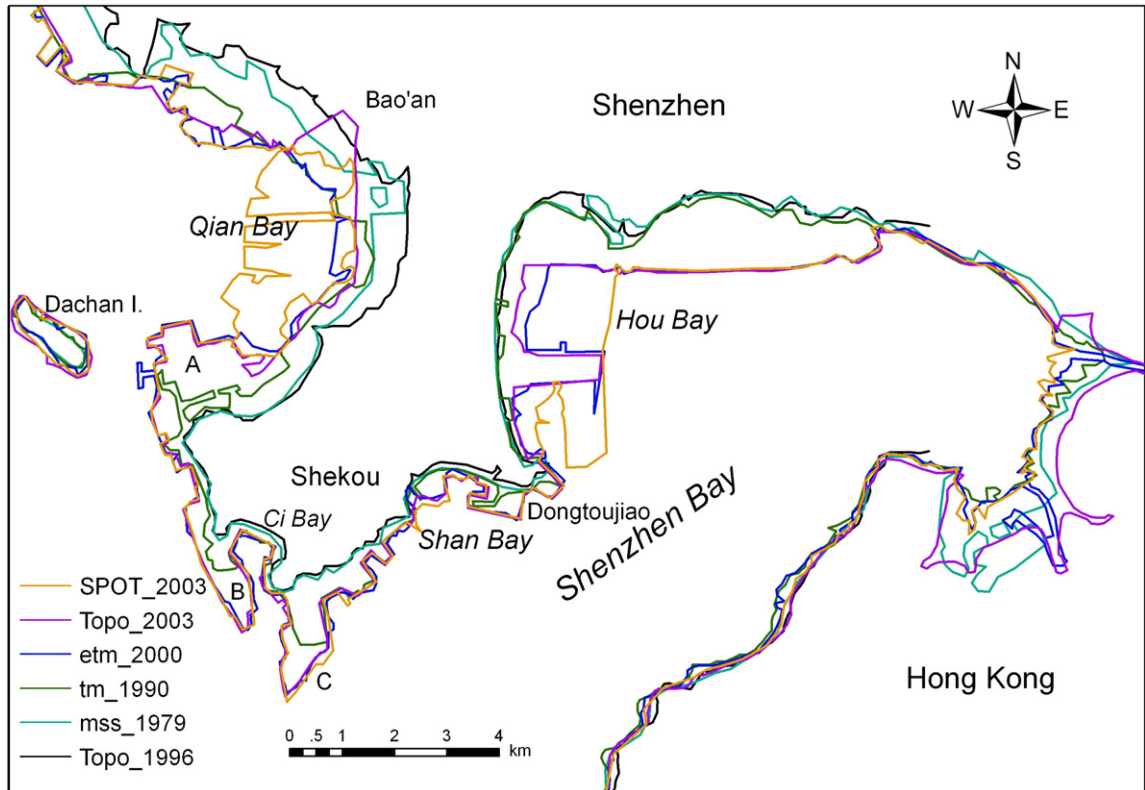 N
W E
S
Shenzhen
Bao'an
Qian Bay
Dachan I.
Hou Bay
A
Shekou
Ci Bay
Dongtoujiao
Shan Bay
Shenzhen Bay
B
C
Hong Kong
SPOT_2003
Topo_2003
etm_2000
tm_1990
mss_1979
Topo_1996
0 .5 1 2 3 4
km